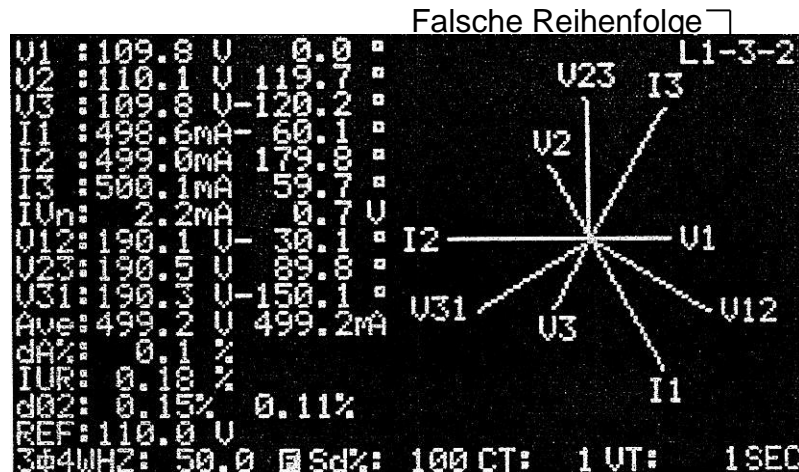 Falsche Reihenfolge
L1-3-2
V1 :109.8 V 0.0 °
V2 :110.1 V 119.7 °
V3 :109.8 V-120.2 °
I1 :498.6mA- 60.1 °
I2 :499.0mA 179.8 °
I3 :500.1mA 59.7 °
IVn: 2.2mA 0.7 V
V12:190.1 V- 30.1 °
V23:190.5 V 89.8 °
V31:190.3 V-150.1 °
Ave:499.2 V 499.2mA
dA%: 0.1 %
IUR: 0.18 %
d02: 0.15% 0.11%
REF:110.0 V
3Φ4WHZ: 50.0 F Sd%: 100 CT: 1 VT: 1SEC
V23 I3
V2
I2 V1
V31 V3 V12
I1